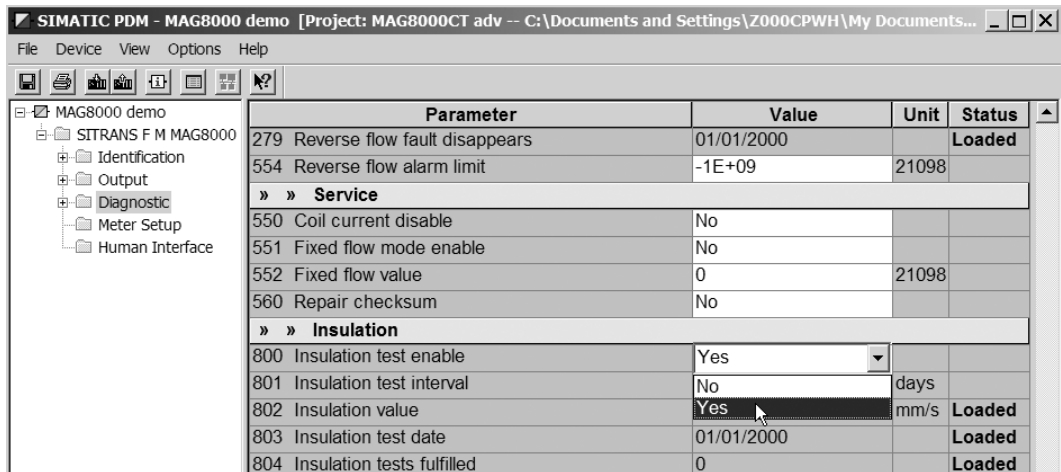 SIMATIC PDM - MAG8000 demo [Project: MAG8000CT adv -- C:\Documents and Settings\Z000CPWH\My Documents...
File Device View Options Help
MAG8000 demo
SITRANS F M MAG8000
Identification
Output
Diagnostic
Meter Setup
Human Interface
Parameter Value Unit Status
279 Reverse flow fault disappears 01/01/2000 Loaded
554 Reverse flow alarm limit -1E+09 21098
» » Service
550 Coil current disable No
551 Fixed flow mode enable No
552 Fixed flow value 0 21098
560 Repair checksum No
» » Insulation
800 Insulation test enable Yes
801 Insulation test interval No days
802 Insulation value Yes mm/s Loaded
803 Insulation test date 01/01/2000 Loaded
804 Insulation tests fulfilled 0 Loaded